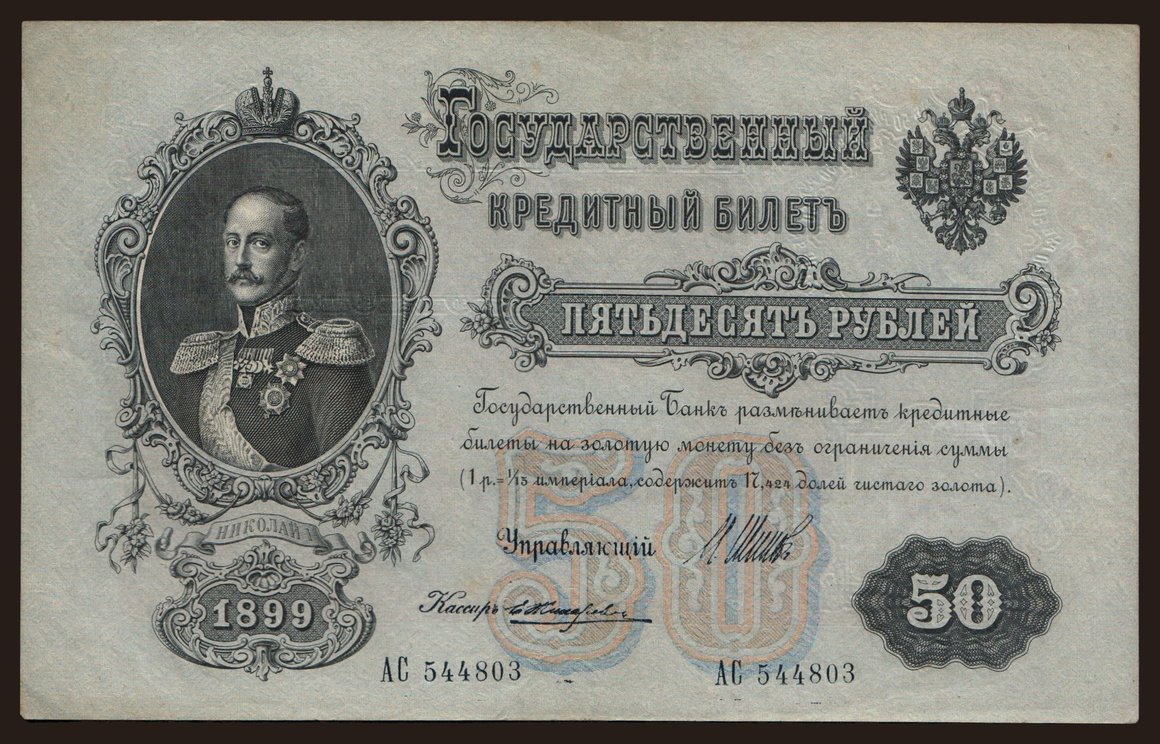 Государственный
кредитный билетъ
ПЯТЬДЕСЯТЪ РУБЛЕЙ
Государственный Банкъ размѣниваетъ кредитные
билеты на золотую монету безъ ограниченія суммы
(1 р.= 1/15 имперіала, содержитъ 17,424 долей чистаго золота).
НИКОЛАЙ I
Управляющій
50
Кассиръ
1899
50
АС 544803
АС 544803